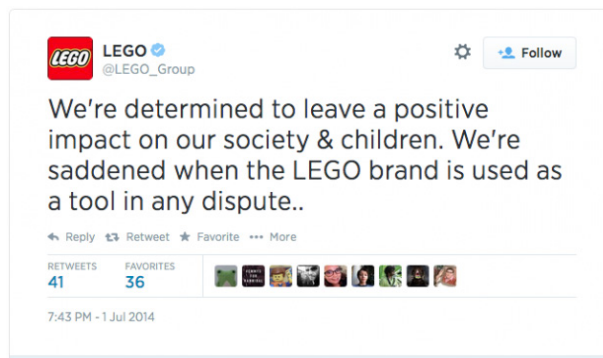 LEGO
LEGO
@LEGO_Group
Follow
We're determined to leave a positive
impact on our society & children. We're
saddened when the LEGO brand is used as
a tool in any dispute..
Reply Retweet Favorite More
RETWEETS FAVORITES
41 36
7:43 PM - 1 Jul 2014